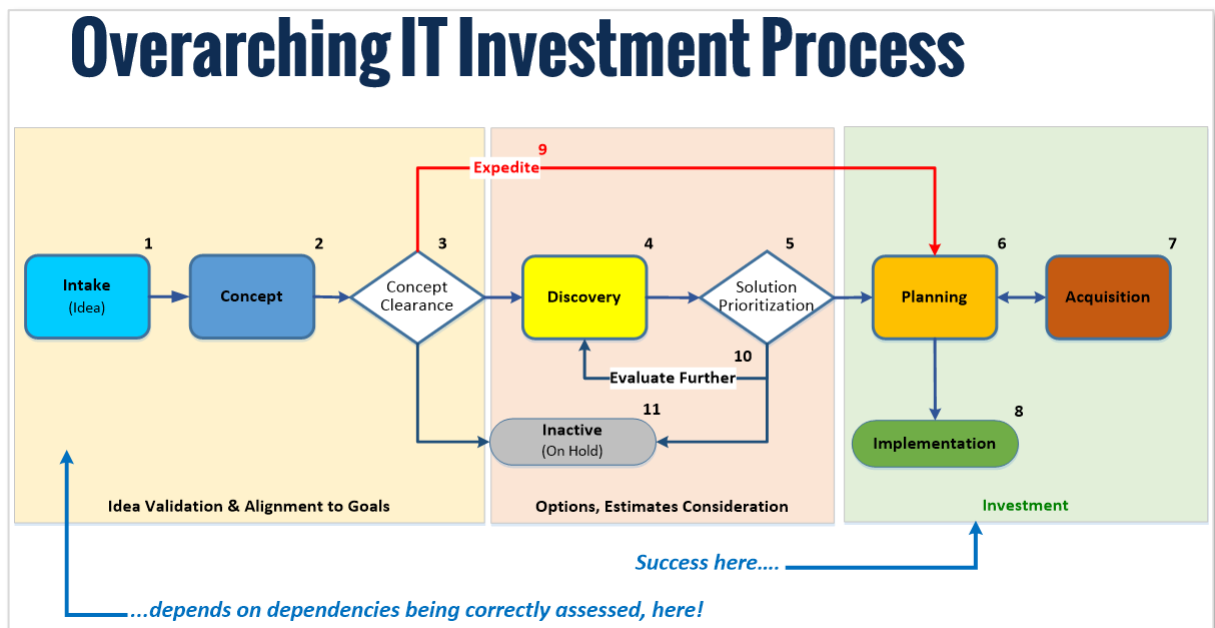 Overarching IT Investment Process
9
Expedite
1
2
3
4
5
6
7
Intake
(Idea)
Concept
Concept
Clearance
Discovery
Solution
Prioritization
Planning
Acquisition
10
Evaluate Further
11
Inactive
(On Hold)
8
Implementation
Idea Validation & Alignment to Goals
Options, Estimates Consideration
Investment
Success here....
...depends on dependencies being correctly assessed, here!